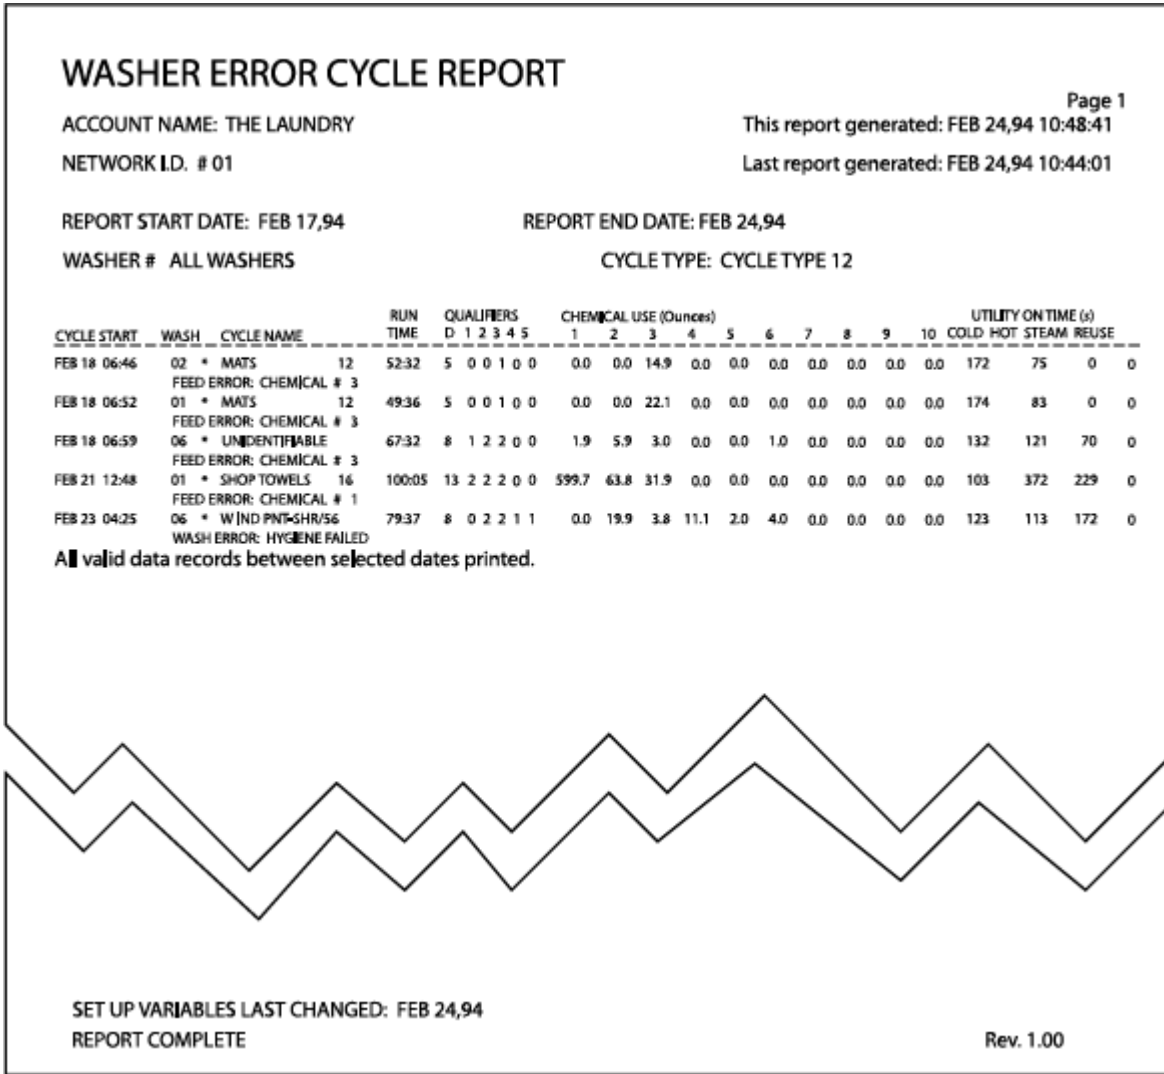 WASHER ERROR CYCLE REPORT
Page 1
ACCOUNT NAME: THE LAUNDRY This report generated: FEB 24,94 10:48:41
NETWORK I.D. # 01 Last report generated: FEB 24,94 10:44:01
REPORT START DATE: FEB 17,94 REPORT END DATE: FEB 24,94
WASHER # ALL WASHERS CYCLE TYPE: CYCLE TYPE 12
RUN QUALIFIERS CHEMICAL USE (Ounces) UTILITY ON TIME (s)
CYCLE START WASH CYCLE NAME TIME D 1 2 3 4 5 1 2 3 4 5 6 7 8 9 10 COLD HOT STEAM REUSE
FEB 18 06:46 02 * MATS 12 52:32 5 0 0 1 0 0 0.0 0.0 14.9 0.0 0.0 0.0 0.0 0.0 0.0 0.0 172 75 0 0
FEED ERROR: CHEMICAL # 3
FEB 18 06:52 01 * MATS 12 49:36 5 0 0 1 0 0 0.0 0.0 22.1 0.0 0.0 0.0 0.0 0.0 0.0 0.0 174 83 0 0
FEED ERROR: CHEMICAL # 3
FEB 18 06:59 06 * UNIDENTIFIABLE 67:32 8 1 2 2 0 0 1.9 5.9 3.0 0.0 0.0 1.0 0.0 0.0 0.0 0.0 132 121 70 0
FEED ERROR: CHEMICAL # 3
FEB 21 12:48 01 * SHOP TOWELS 16 100:05 13 2 2 2 0 0 599.7 63.8 31.9 0.0 0.0 0.0 0.0 0.0 0.0 0.0 103 372 229 0
FEED ERROR: CHEMICAL # 1
FEB 23 04:25 06 * WIND PNT-SHR/56 79:37 8 0 2 2 1 1 0.0 19.9 3.8 11.1 2.0 4.0 0.0 0.0 0.0 0.0 123 113 172 0
WASH ERROR: HYGIENE FAILED
All valid data records between selected dates printed.
SET UP VARIABLES LAST CHANGED: FEB 24,94
REPORT COMPLETE Rev. 1.00